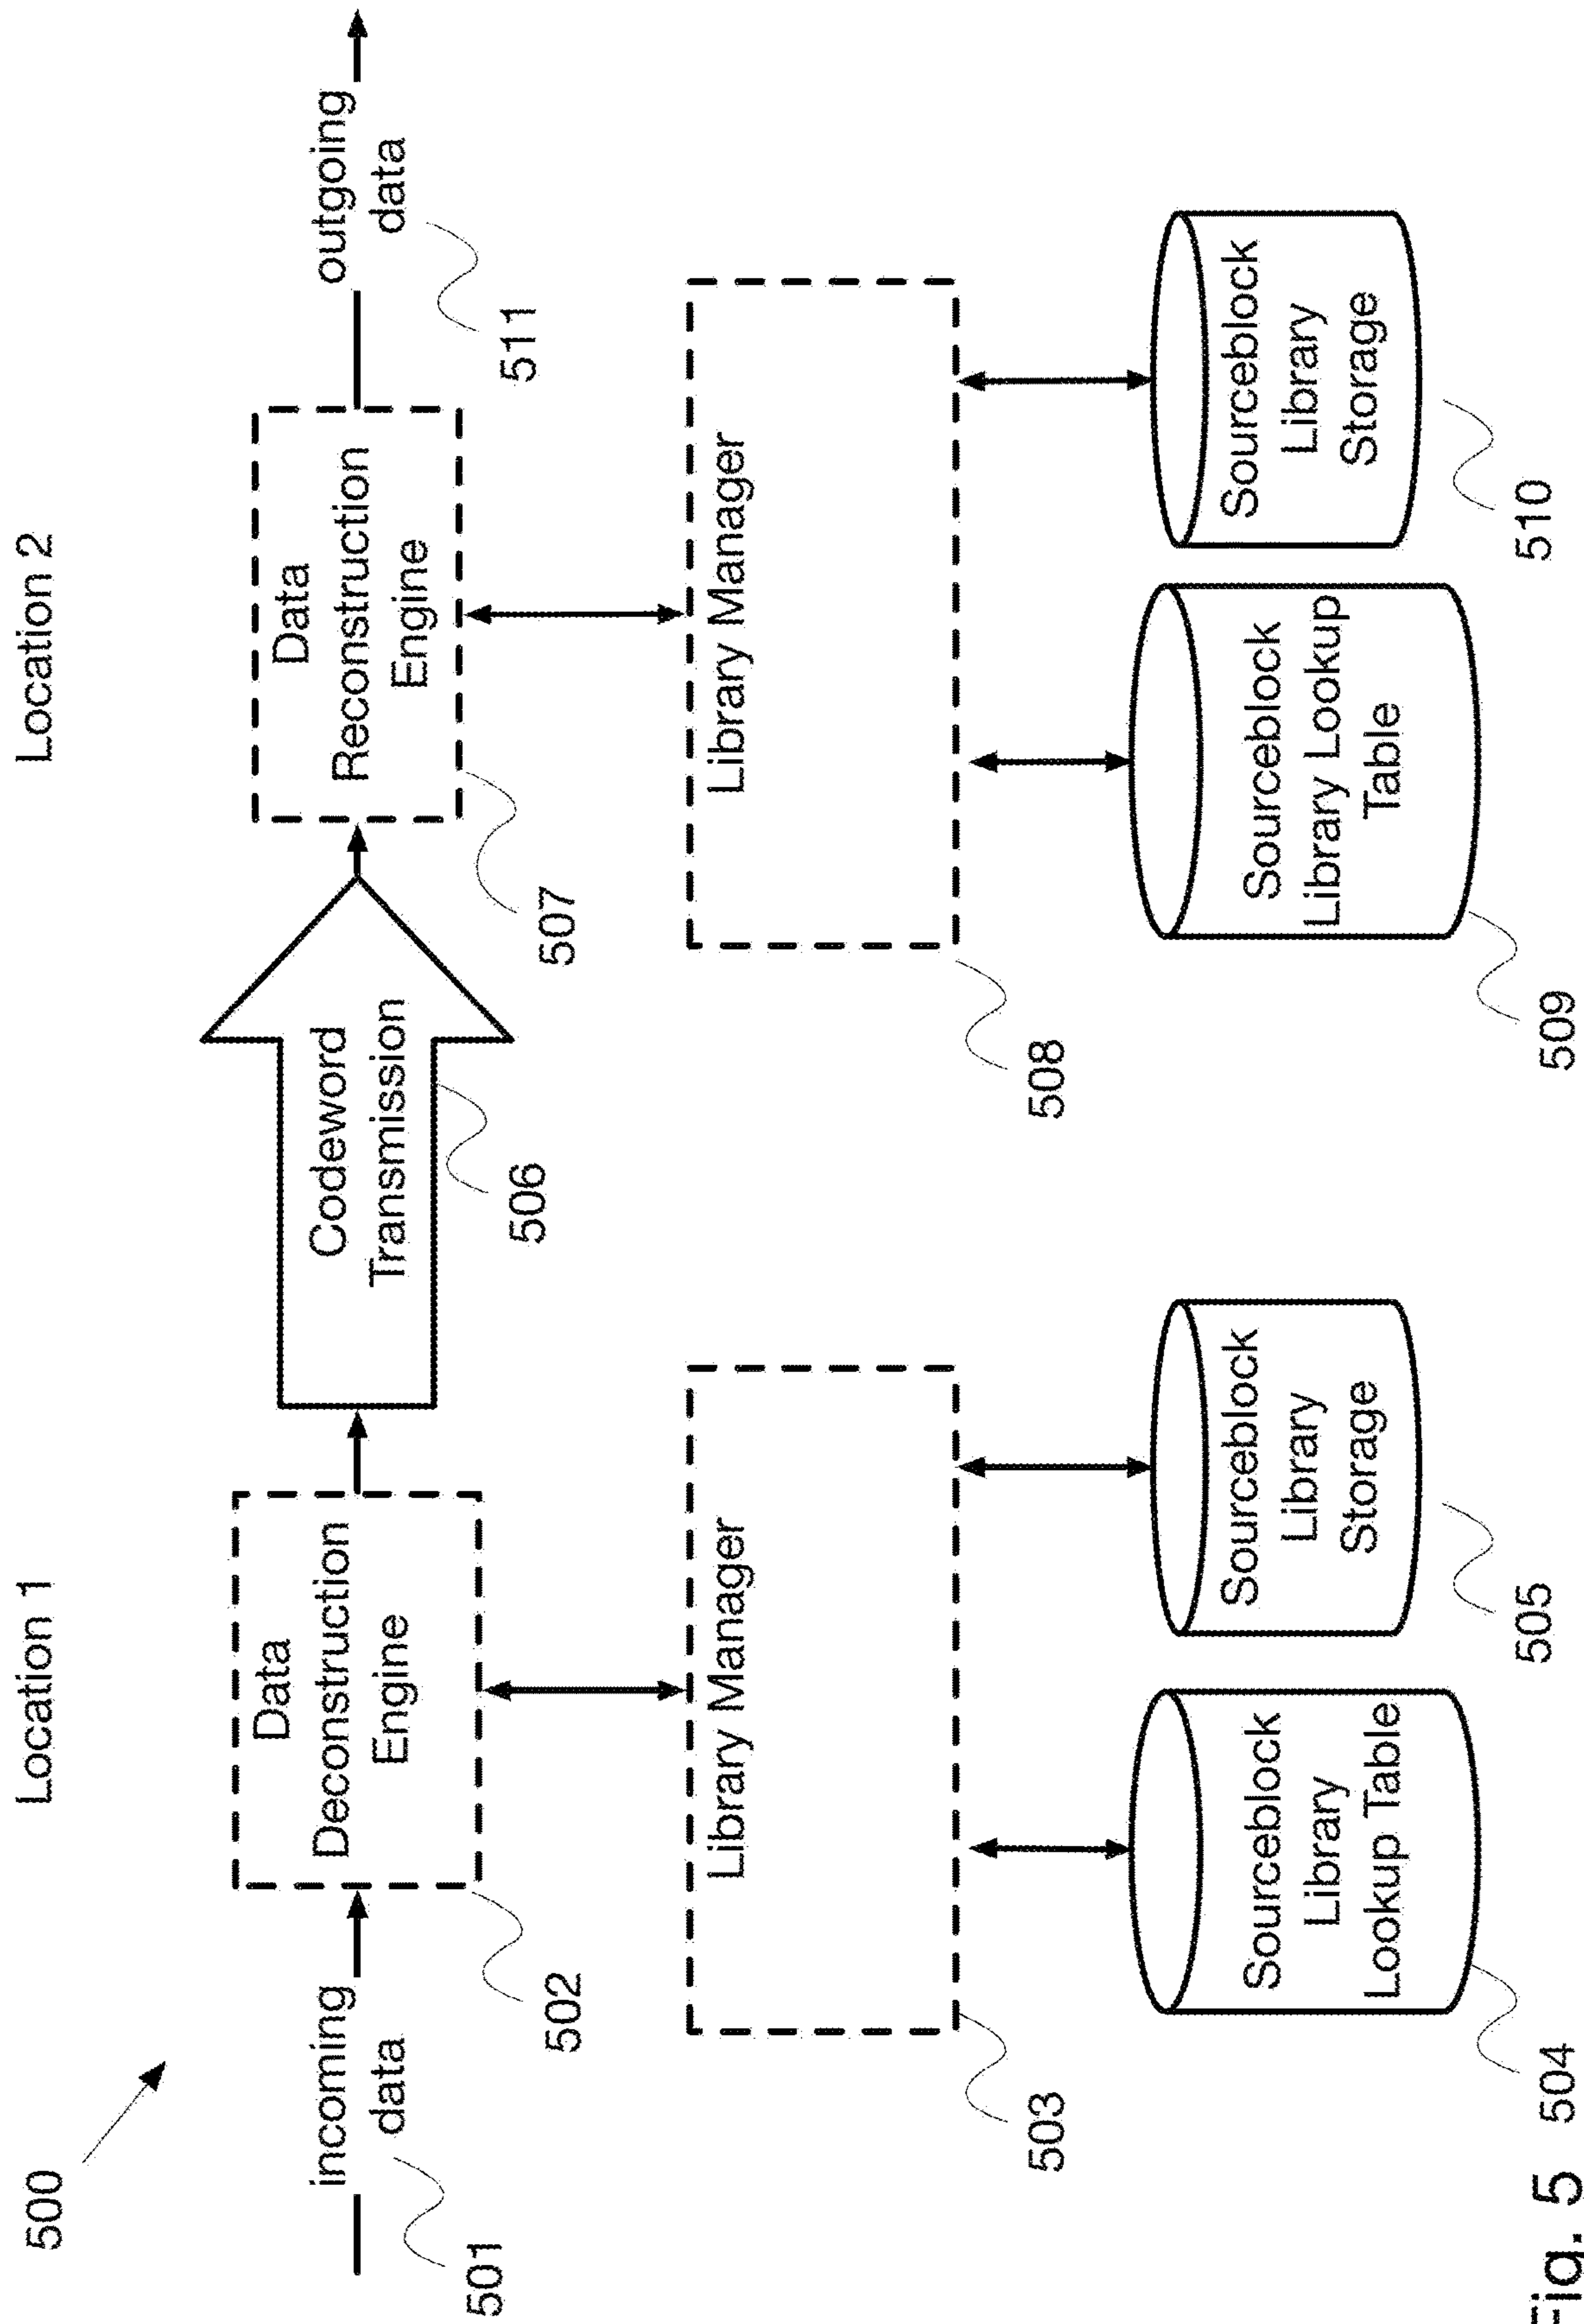 500
Location 1
Location 2
incoming
data
501
Data
Deconstruction
Engine
502
Codeword
Transmission
506
Data
Reconstruction
Engine
507
outgoing
data
511
Library Manager
503
Library Manager
508
Sourceblock
Library
Lookup Table
504
Sourceblock
Library
Storage
505
Sourceblock
Library Lookup
Table
509
Sourceblock
Library
Storage
510
Fig. 5